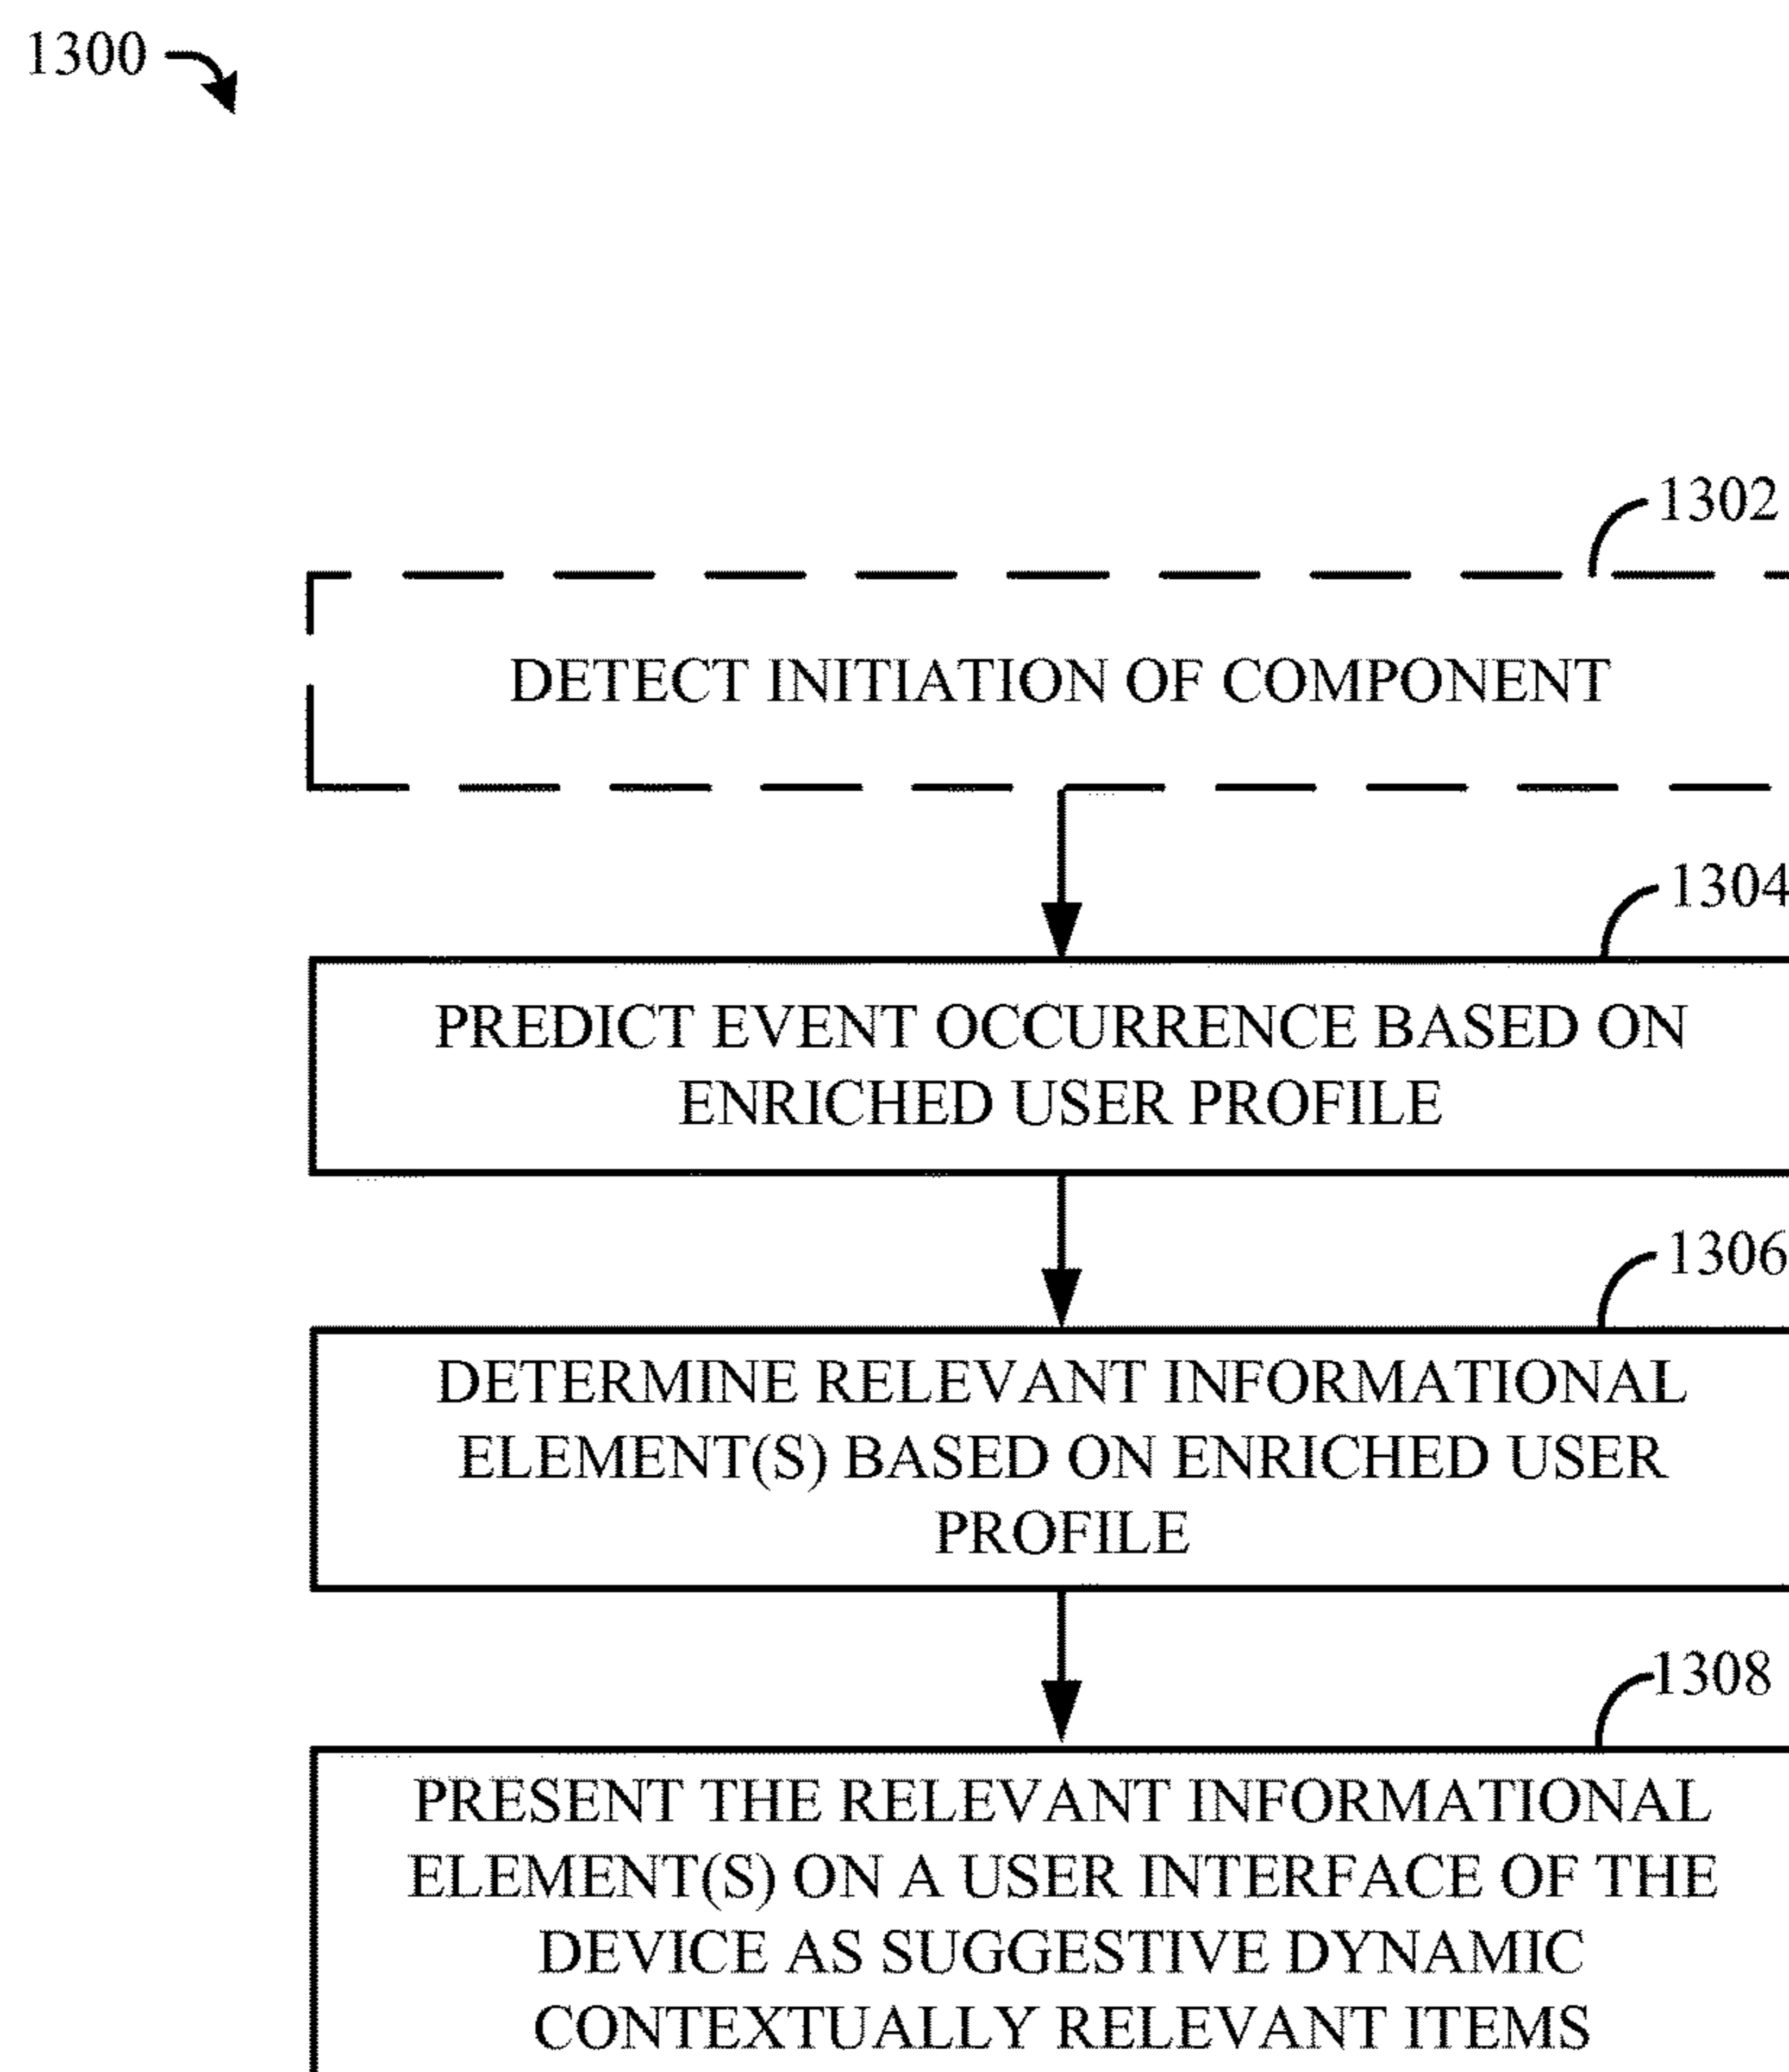 1300
1302
DETECT INITIATION OF COMPONENT
1304
PREDICT EVENT OCCURRENCE BASED ON
ENRICHED USER PROFILE
1306
DETERMINE RELEVANT INFORMATIONAL
ELEMENT(S) BASED ON ENRICHED USER
PROFILE
1308
PRESENT THE RELEVANT INFORMATIONAL
ELEMENT(S) ON A USER INTERFACE OF THE
DEVICE AS SUGGESTIVE DYNAMIC
CONTEXTUALLY RELEVANT ITEMS